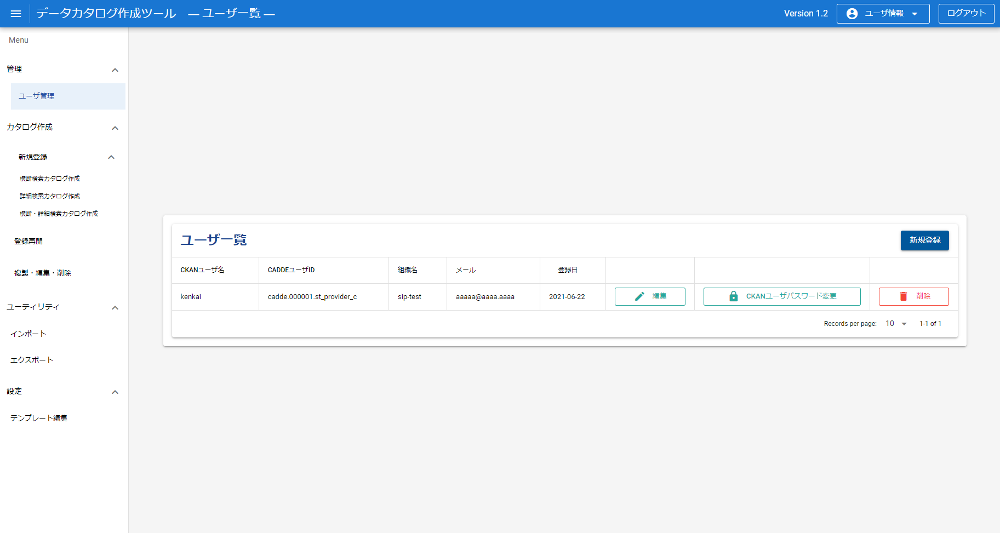 データカタログ作成ツール　— ユーザ一覧 —
Version 1.2
ユーザ情報
ログアウト
Menu
管理
ユーザ管理
カタログ作成
新規登録
横断検索カタログ作成
詳細検索カタログ作成
横断・詳細検索カタログ作成
登録再開
複製・編集・削除
ユーティリティ
インポート
エクスポート
設定
テンプレート編集
ユーザ一覧
新規登録
CKANユーザ名 CADDEユーザID 組織名 メール 登録日
kenkai cadde.000001.st_provider_c sip-test aaaaa@aaaa.aaaa 2021-06-22 編集 CKANユーザパスワード変更 削除
Records per page: 10 1-1 of 1